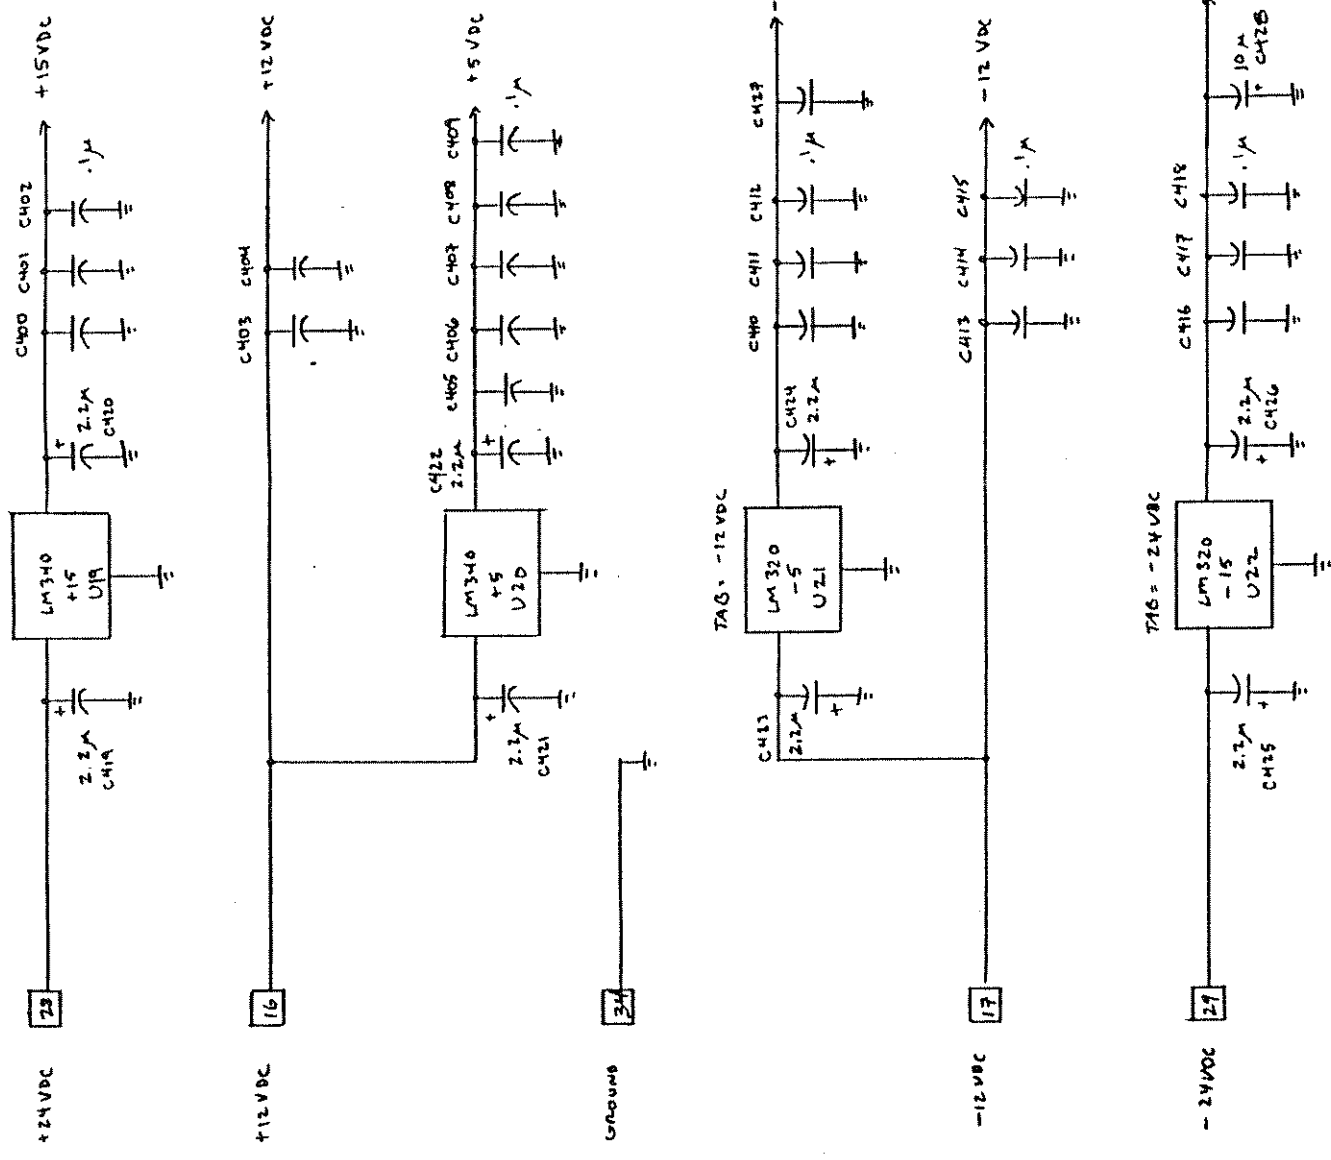 +24VDC
28
2.2µ
C419
+
LM340
+15
U19
+
2.2µ
C420
C400
C401
C402
.1µ
+15VDC
+12VDC
16
C403
C404
+12VDC
+
2.2µ
C421
LM340
+5
U20
C422
2.2µ
+
C405
C406
C407
C408
C409
.1µ
+5VDC
GROUND
34
C423
2.2µ
+
TAB = -12VDC
LM320
-5
U21
C424
2.2µ
+
C410
C411
C412
.1µ
C427
-
-12VDC
17
C413
C414
C415
.1µ
-12VDC
-24VDC
29
2.2µ
C425
+
TAB = -24VDC
LM320
-15
U22
2.2µ
C426
+
C416
C417
C418
.1µ
10µ
C428
+